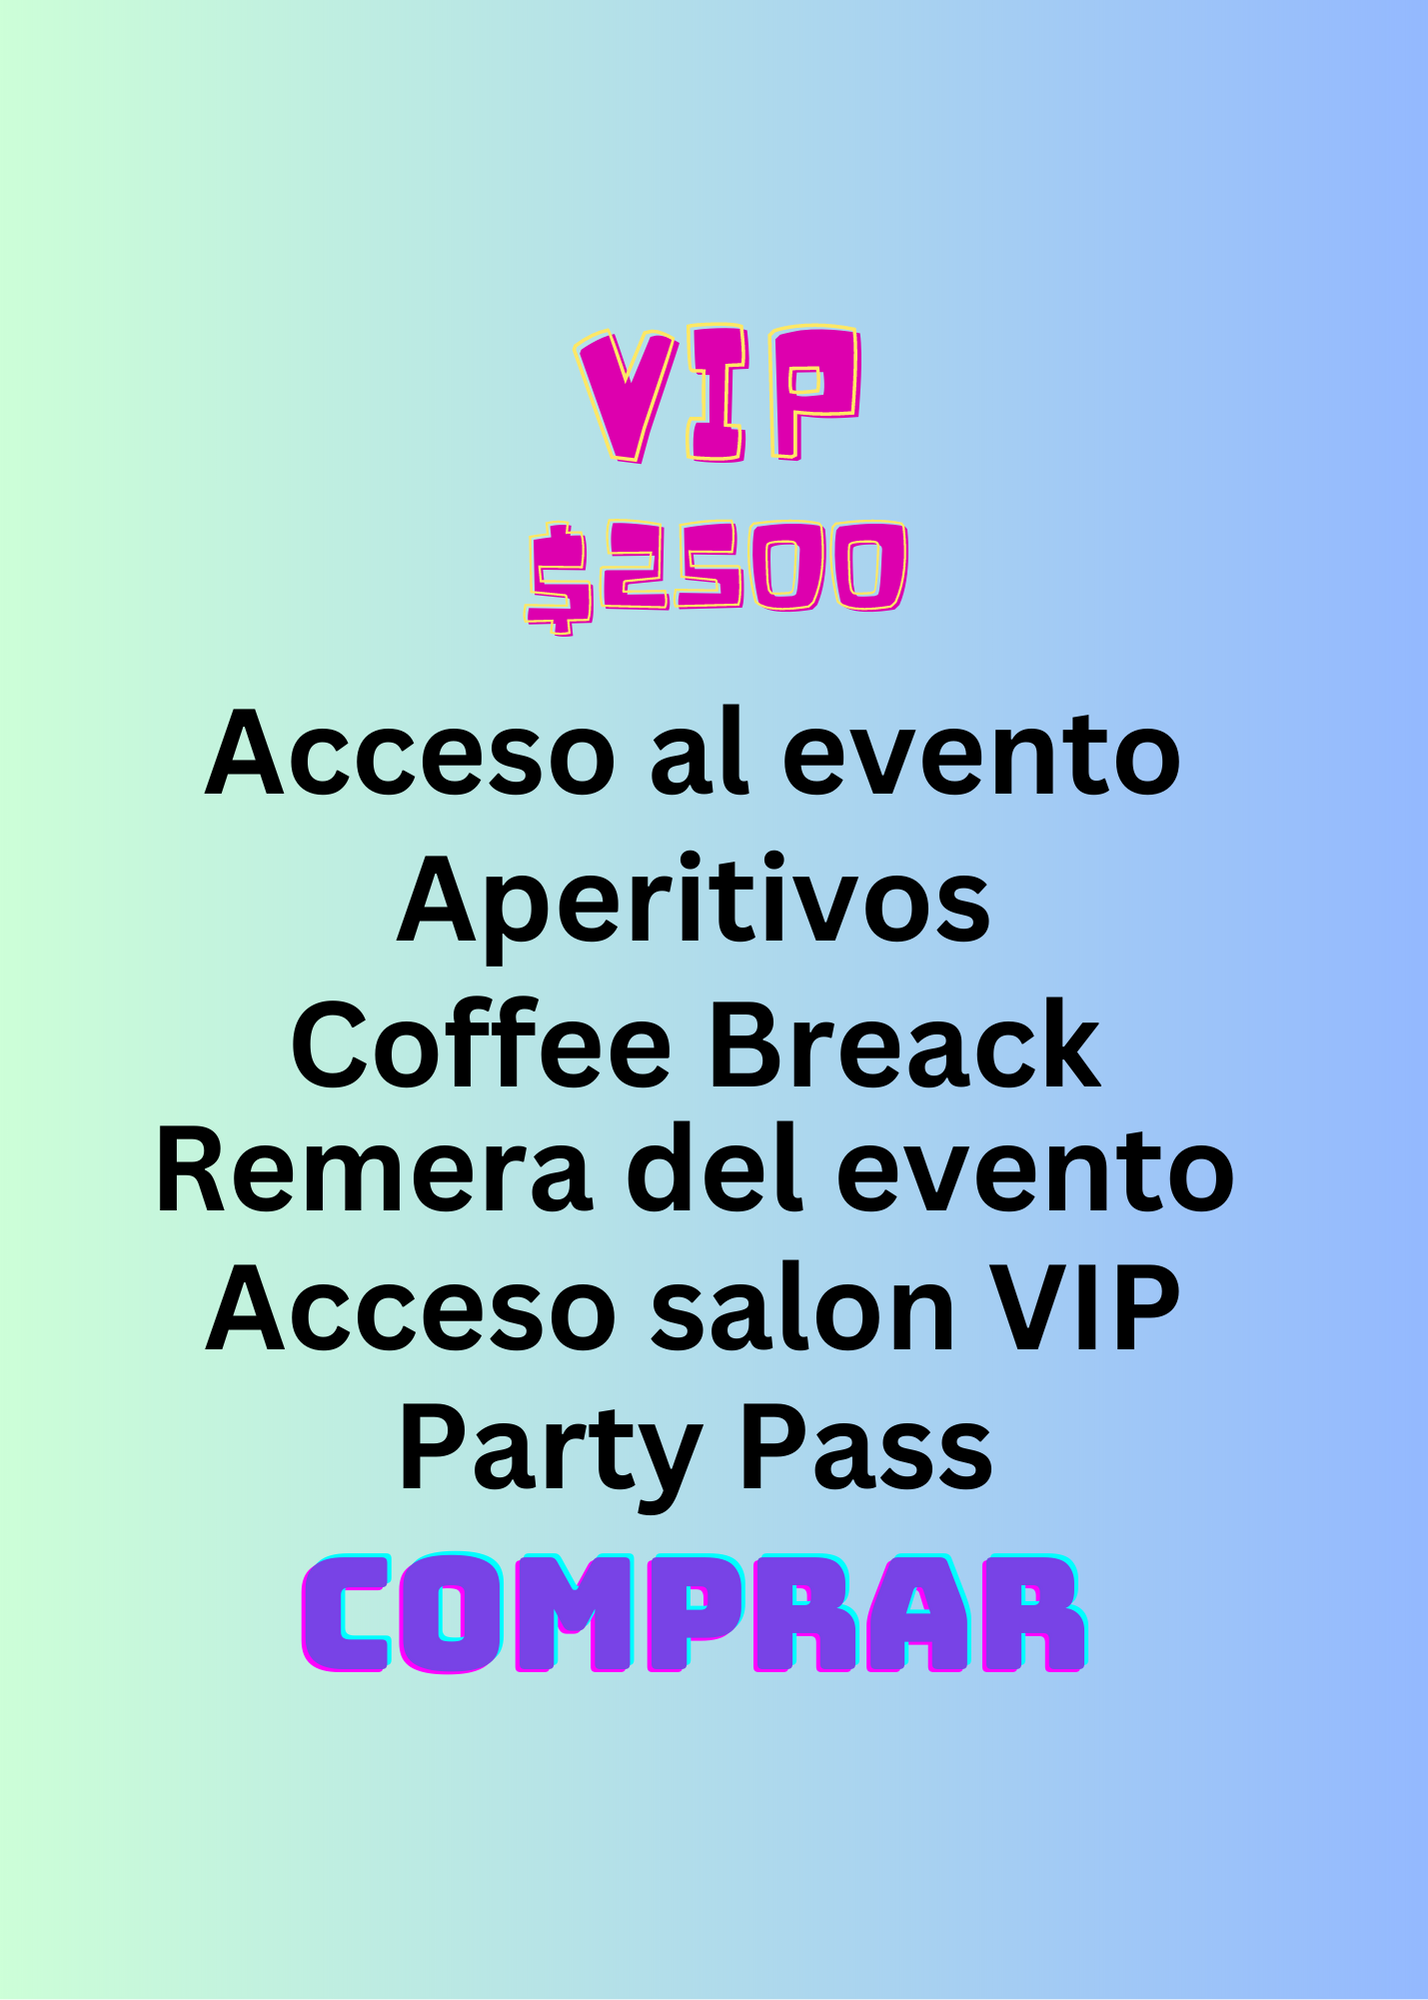 VIP
$2500
Acceso al evento
Aperitivos
Coffee Breack
Remera del evento
Acceso salon VIP
Party Pass
COMPRAR